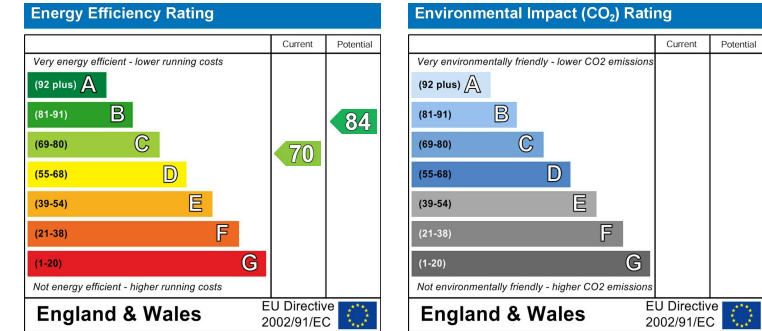 Energy Efficiency Rating
Current Potential
Very energy efficient - lower running costs
(92 plus) A
(81-91) B
84
(69-80) C
70
(55-68) D
(39-54) E
(21-38) F
(1-20) G
Not energy efficient - higher running costs
England & Wales
EU Directive
2002/91/EC
Environmental Impact (CO2) Rating
Current Potential
Very environmentally friendly - lower CO2 emissions
(92 plus) A
(81-91) B
(69-80) C
(55-68) D
(39-54) E
(21-38) F
(1-20) G
Not environmentally friendly - higher CO2 emissions
England & Wales
EU Directive
2002/91/EC